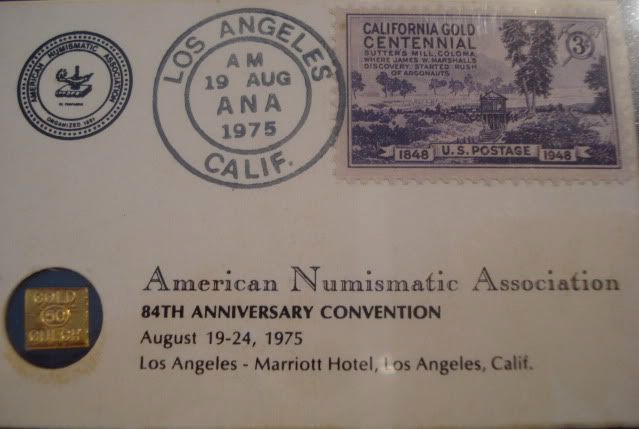 AMERICAN NUMISMATIC ASSOCIATION
ORGANIZED 1891
LOS ANGELES
AM
19 AUG
ANA
1975
CALIF.
CALIFORNIA GOLD
CENTENNIAL
SUTTER'S MILL, COLOMA
WHERE JAMES W. MARSHALL'S
DISCOVERY STARTED RUSH
OF ARGONAUTS
3¢
1848 U.S. POSTAGE 1948
GOLD
50
GULCH
American Numismatic Association
84TH ANNIVERSARY CONVENTION
August 19-24, 1975
Los Angeles - Marriott Hotel, Los Angeles, Calif.